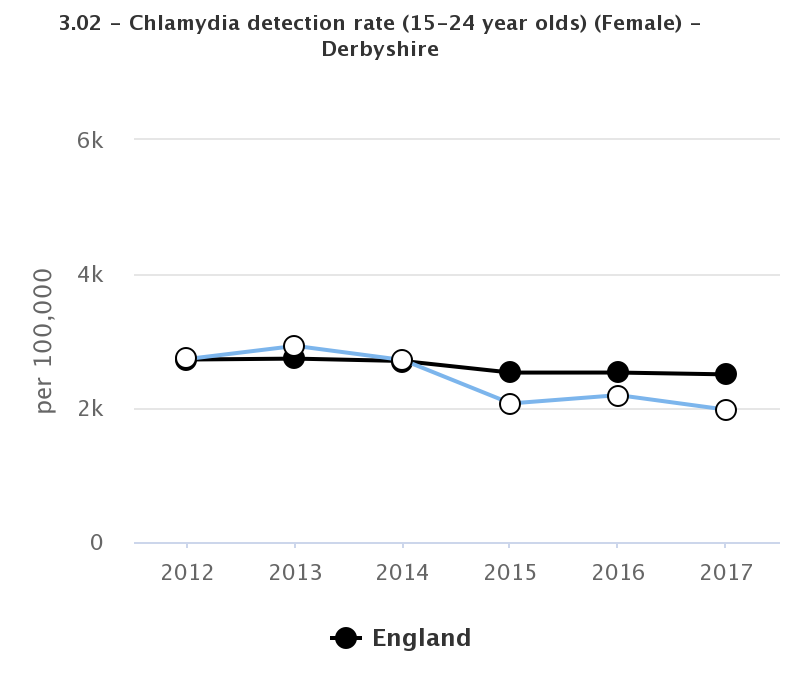 3.02 – Chlamydia detection rate (15–24 year olds) (Female) –
Derbyshire
6k
4k
2k
0
per 100,000
2012 2013 2014 2015 2016 2017
England